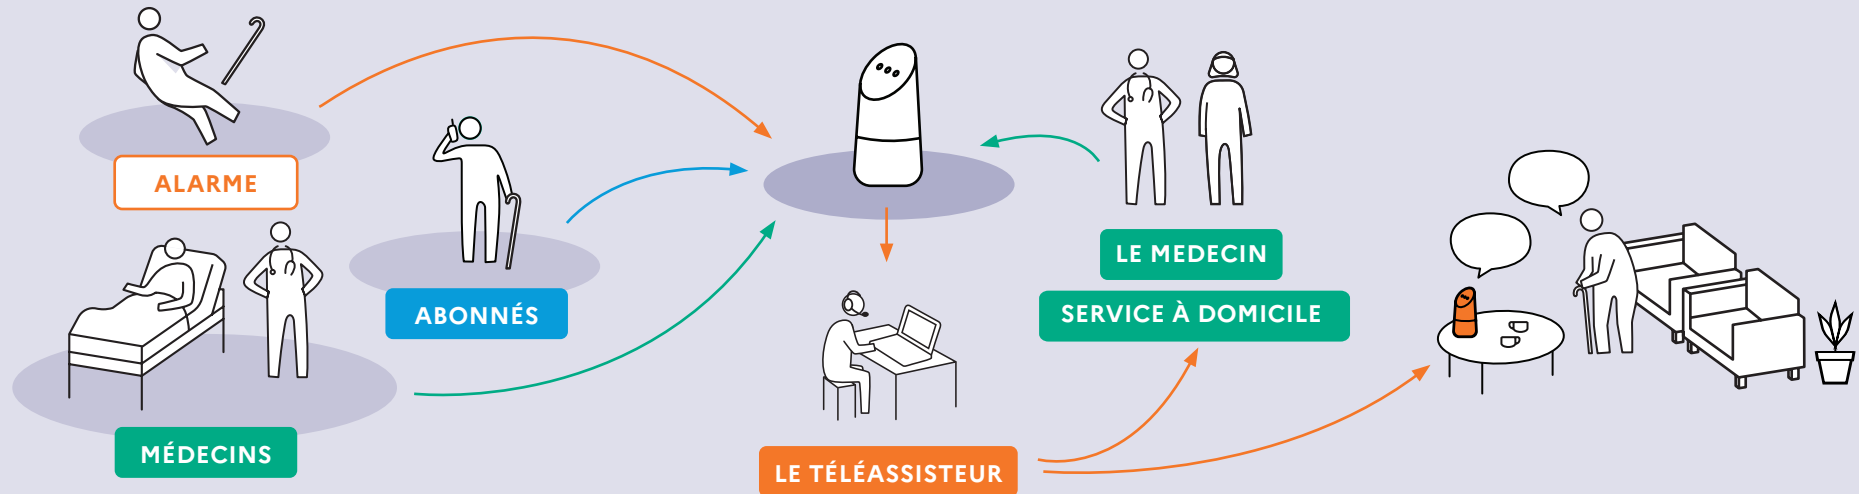 ALARME
ABONNÉS
MÉDECINS
LE MEDECIN
SERVICE À DOMICILE
LE TÉLÉASSISTEUR